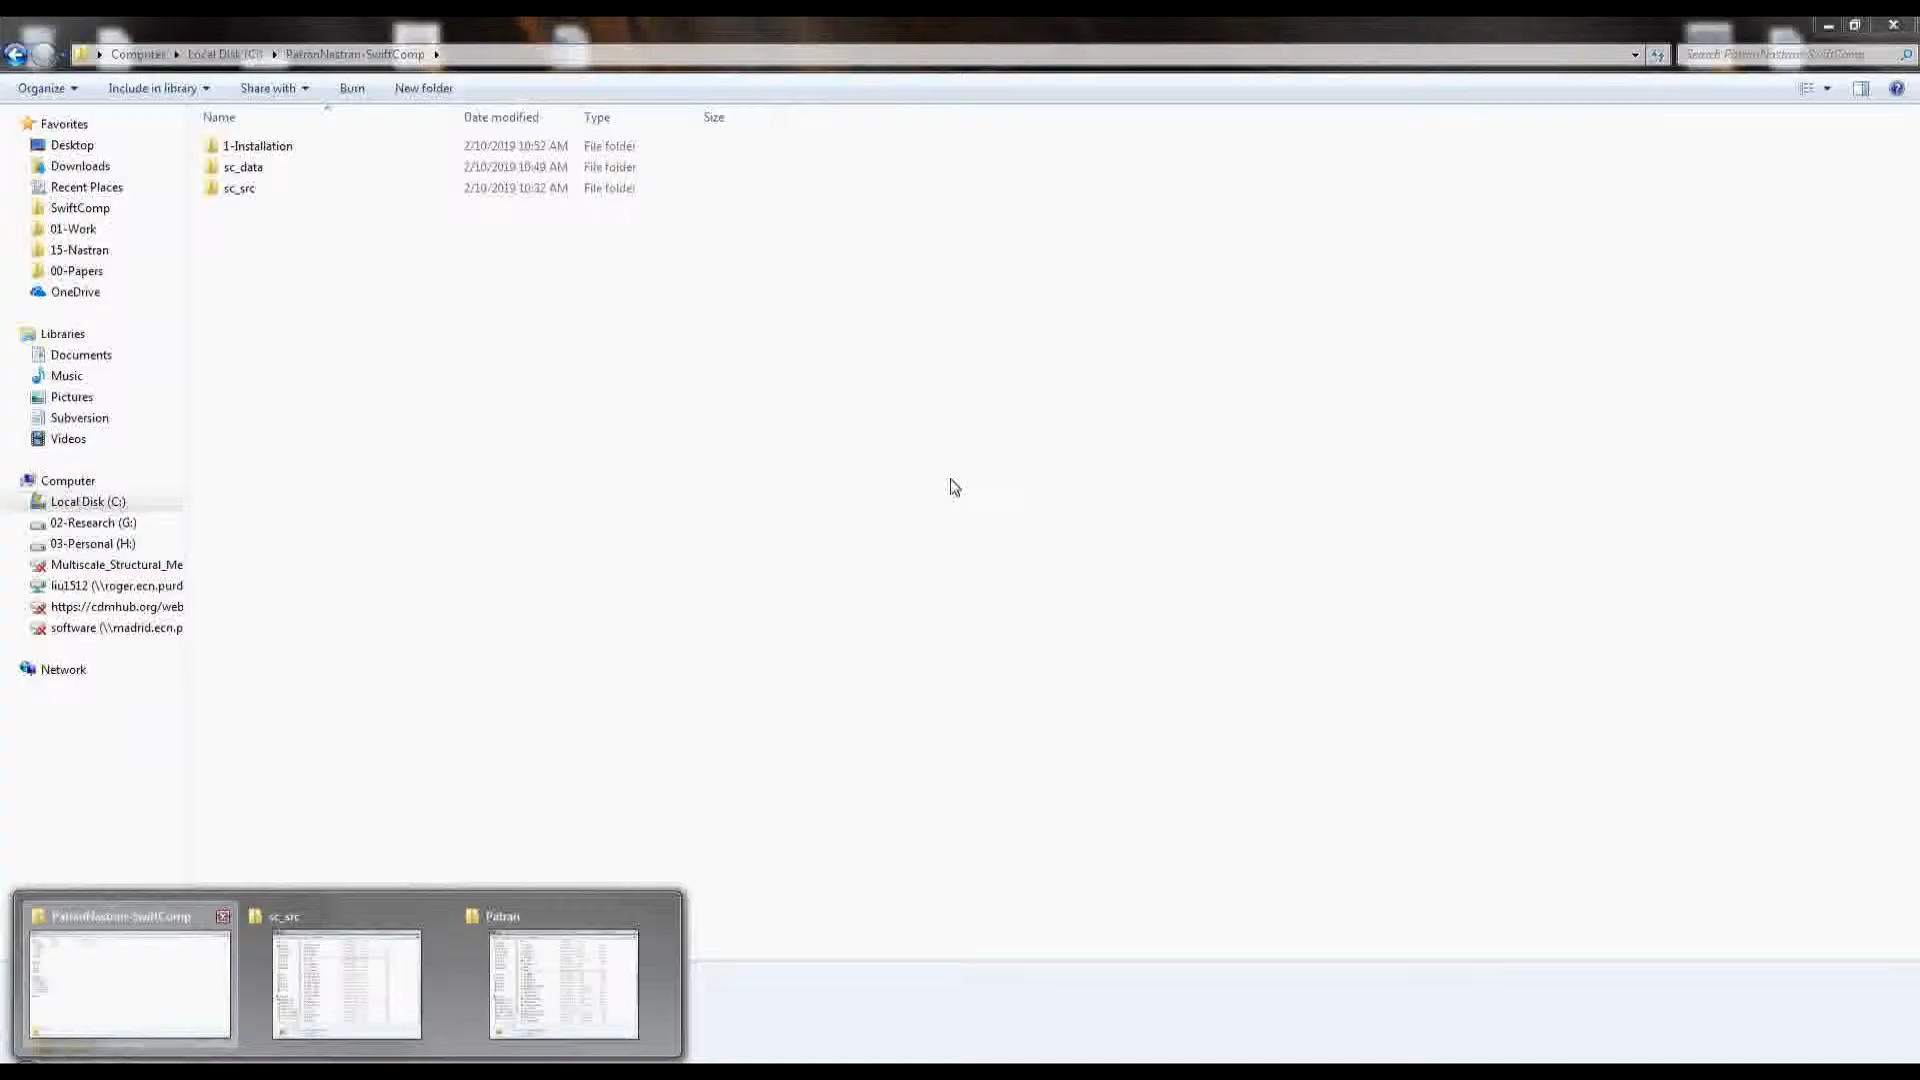 Computer Local Disk (C:) PatranNastran-SwiftComp
Search PatranNastran-SwiftComp
Organize Include in library Share with Burn New folder
Name Date modified Type Size
1-Installation 2/10/2019 10:52 AM File folder
sc_data 2/10/2019 10:49 AM File folder
sc_src 2/10/2019 10:32 AM File folder
Favorites
Desktop
Downloads
Recent Places
SwiftComp
01-Work
15-Nastran
00-Papers
OneDrive
Libraries
Documents
Music
Pictures
Subversion
Videos
Computer
Local Disk (C:)
02-Research (G:)
03-Personal (H:)
Multiscale_Structural_Me
liu1512 (\\roger.ecn.purd
https://cdmhub.org/web
software (\\madrid.ecn.p
Network
PatranNastran-SwiftComp sc_src Patran